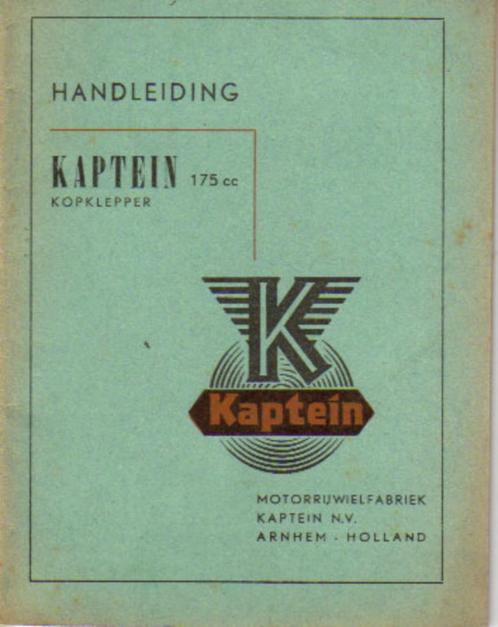 HANDLEIDING
KAPTEIN 175 cc
KOPKLEPPER
K
Kaptein
MOTORRIJWIELFABRIEK
KAPTEIN N.V.
ARNHEM - HOLLAND